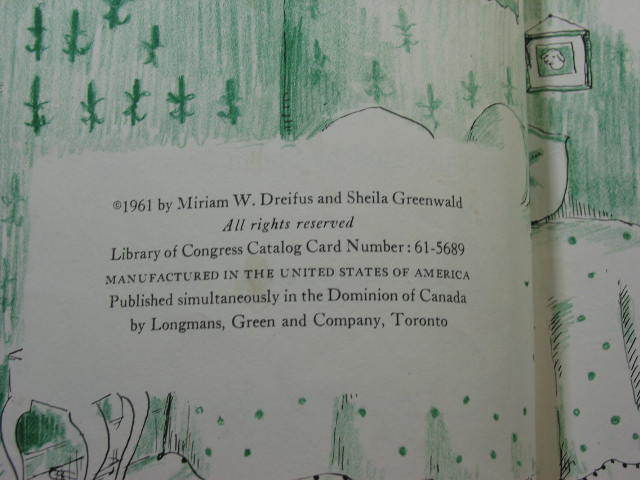 ©1961 by Miriam W. Dreifus and Sheila Greenwald
All rights reserved
Library of Congress Catalog Card Number: 61-5689
MANUFACTURED IN THE UNITED STATES OF AMERICA
Published simultaneously in the Dominion of Canada
by Longmans, Green and Company, Toronto